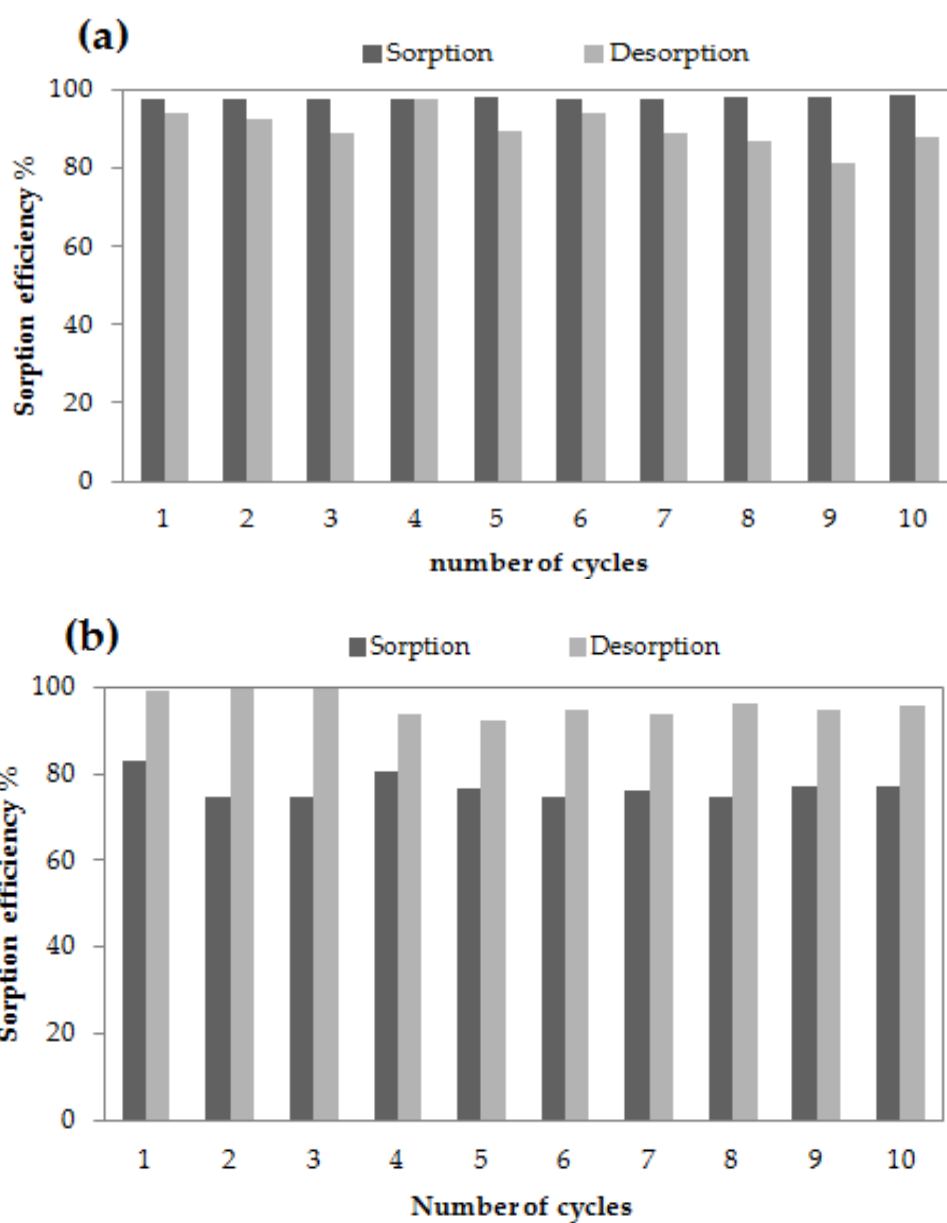 (a)
Sorption Desorption
100
80
60
40
20
0
Sorption efficiency %
1 2 3 4 5 6 7 8 9 10
number of cycles
(b)
Sorption Desorption
100
80
60
40
20
0
Sorption efficiency %
1 2 3 4 5 6 7 8 9 10
Number of cycles